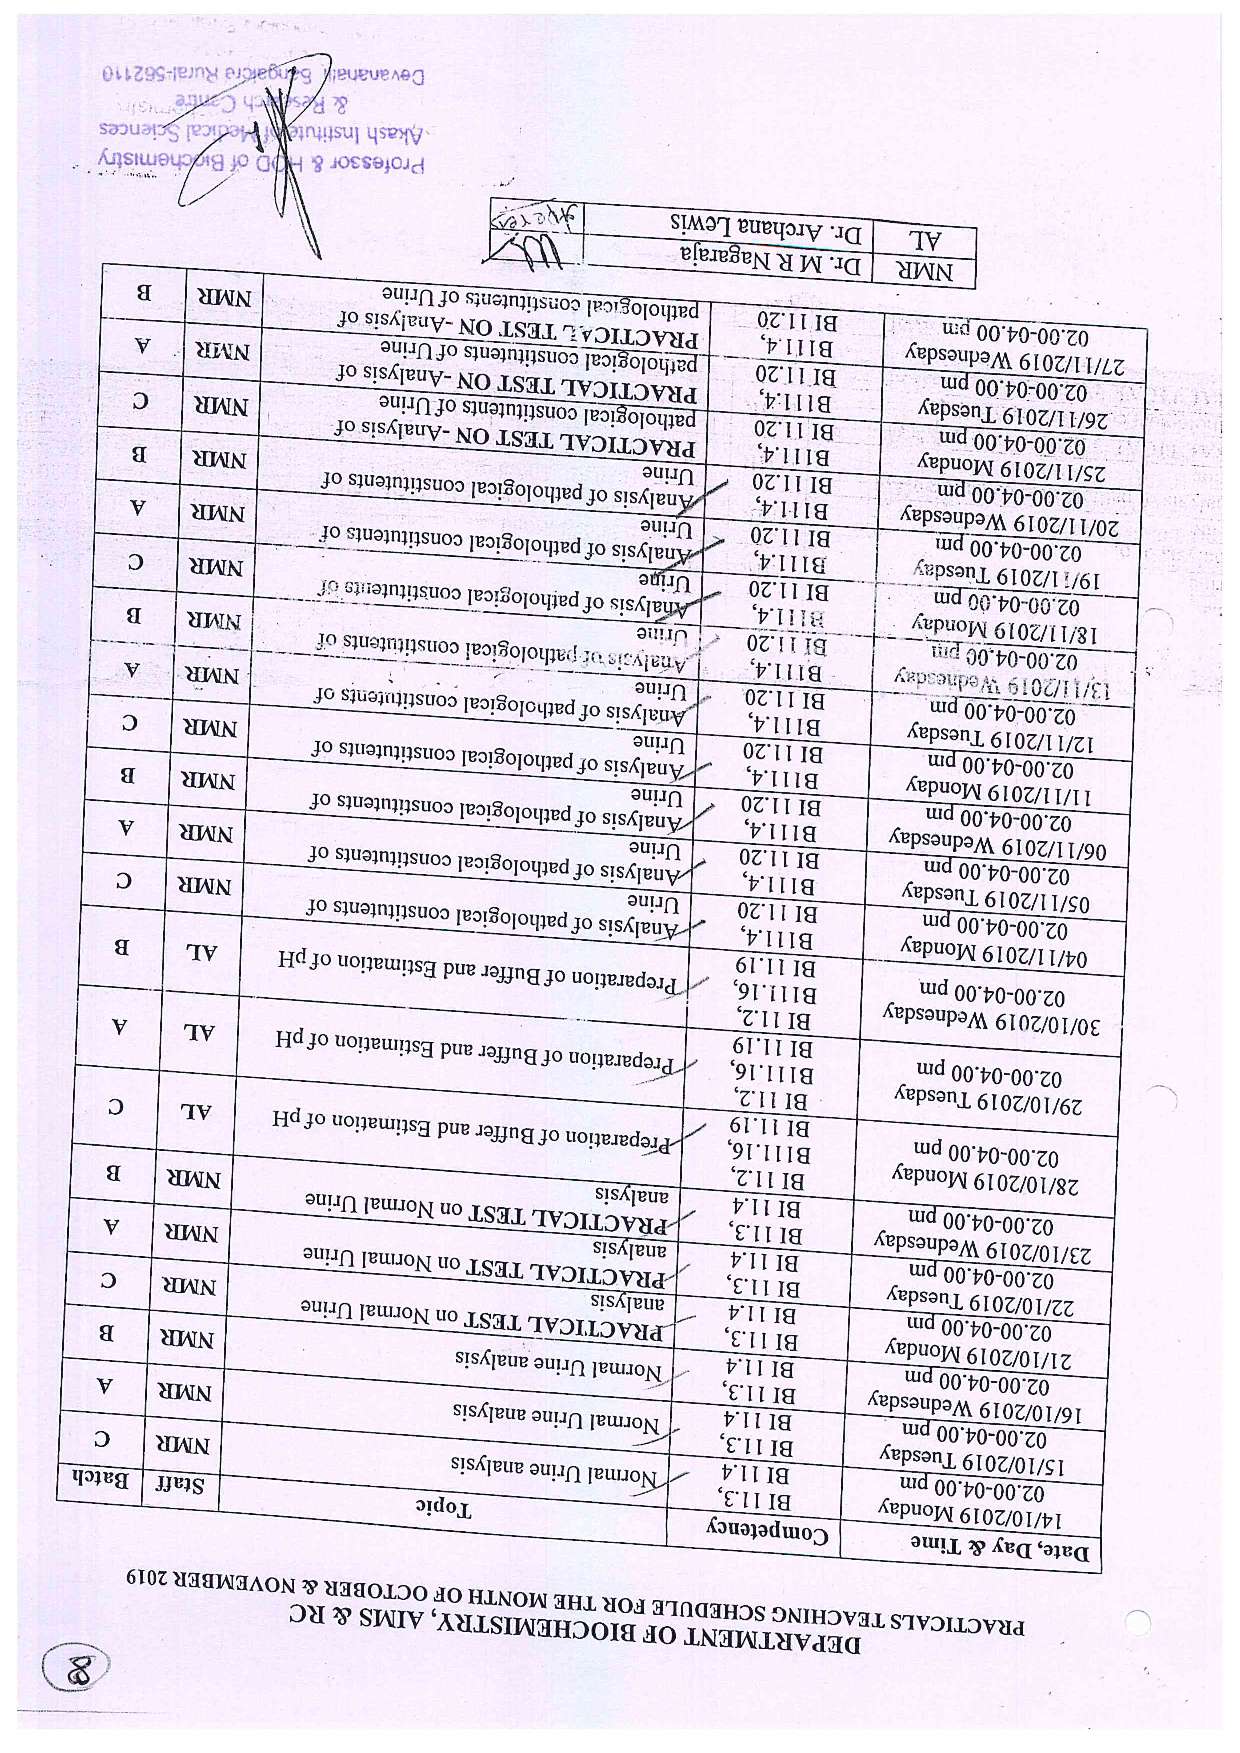 8
DEPARTMENT OF BIOCHEMISTRY, AIMS & RC
PRACTICALS TEACHING SCHEDULE FOR THE MONTH OF OCTOBER & NOVEMBER 2019
Date, Day & Time Competency Topic Staff Batch
14/10/2019 Monday BI 11.3, Normal Urine analysis NMR C
02.00-04.00 pm BI 11.4
15/10/2019 Tuesday BI 11.3, Normal Urine analysis NMR A
02.00-04.00 pm BI 11.4
16/10/2019 Wednesday BI 11.3, Normal Urine analysis NMR B
02.00-04.00 pm BI 11.4
21/10/2019 Monday BI 11.3, PRACTICAL TEST on Normal Urine NMR C
02.00-04.00 pm BI 11.4 analysis
22/10/2019 Tuesday BI 11.3, PRACTICAL TEST on Normal Urine NMR A
02.00-04.00 pm BI 11.4 analysis
23/10/2019 Wednesday BI 11.3, PRACTICAL TEST on Normal Urine NMR B
02.00-04.00 pm BI 11.4 analysis
28/10/2019 Monday BI 11.2, Preparation of Buffer and Estimation of pH AL C
02.00-04.00 pm BI11.16,
BI 11.19
29/10/2019 Tuesday BI 11.2, Preparation of Buffer and Estimation of pH AL A
02.00-04.00 pm BI11.16,
BI 11.19
30/10/2019 Wednesday BI 11.2, Preparation of Buffer and Estimation of pH AL B
02.00-04.00 pm BI11.16,
BI 11.19
04/11/2019 Monday BI11.4, Analysis of pathological constitutents of NMR C
02.00-04.00 pm BI 11.20 Urine
05/11/2019 Tuesday BI11.4, Analysis of pathological constitutents of NMR A
02.00-04.00 pm BI 11.20 Urine
06/11/2019 Wednesday BI11.4, Analysis of pathological constitutents of NMR B
02.00-04.00 pm BI 11.20 Urine
11/11/2019 Monday BI11.4, Analysis of pathological constitutents of NMR C
02.00-04.00 pm BI 11.20 Urine
12/11/2019 Tuesday BI11.4, Analysis of pathological constitutents of NMR A
02.00-04.00 pm BI 11.20 Urine
13/11/2019 Wednesday BI11.4, Analysis of pathological constitutents of NMR B
02.00-04.00 pm BI 11.20 Urine
18/11/2019 Monday BI11.4, Analysis of pathological constitutents of NMR C
02.00-04.00 pm BI 11.20 Urine
19/11/2019 Tuesday BI11.4, Analysis of pathological constitutents of NMR A
02.00-04.00 pm BI 11.20 Urine
20/11/2019 Wednesday BI11.4, Analysis of pathological constitutents of NMR B
02.00-04.00 pm BI 11.20 Urine
25/11/2019 Monday BI11.4, PRACTICAL TEST ON -Analysis of NMR C
02.00-04.00 pm BI 11.20 pathological constitutents of Urine
26/11/2019 Tuesday BI11.4, PRACTICAL TEST ON -Analysis of NMR A
02.00-04.00 pm BI 11.20 pathological constitutents of Urine
27/11/2019 Wednesday BI11.4, PRACTICAL TEST ON -Analysis of NMR B
02.00-04.00 pm BI 11.20 pathological constitutents of Urine
NMR Dr. M R Nagaraja
AL Dr. Archana Lewis
Professor & HOD of Biochemistry
Akash Institute of Medical Sciences
& Research Centre
Devanahalli Bangalore Rural-562110